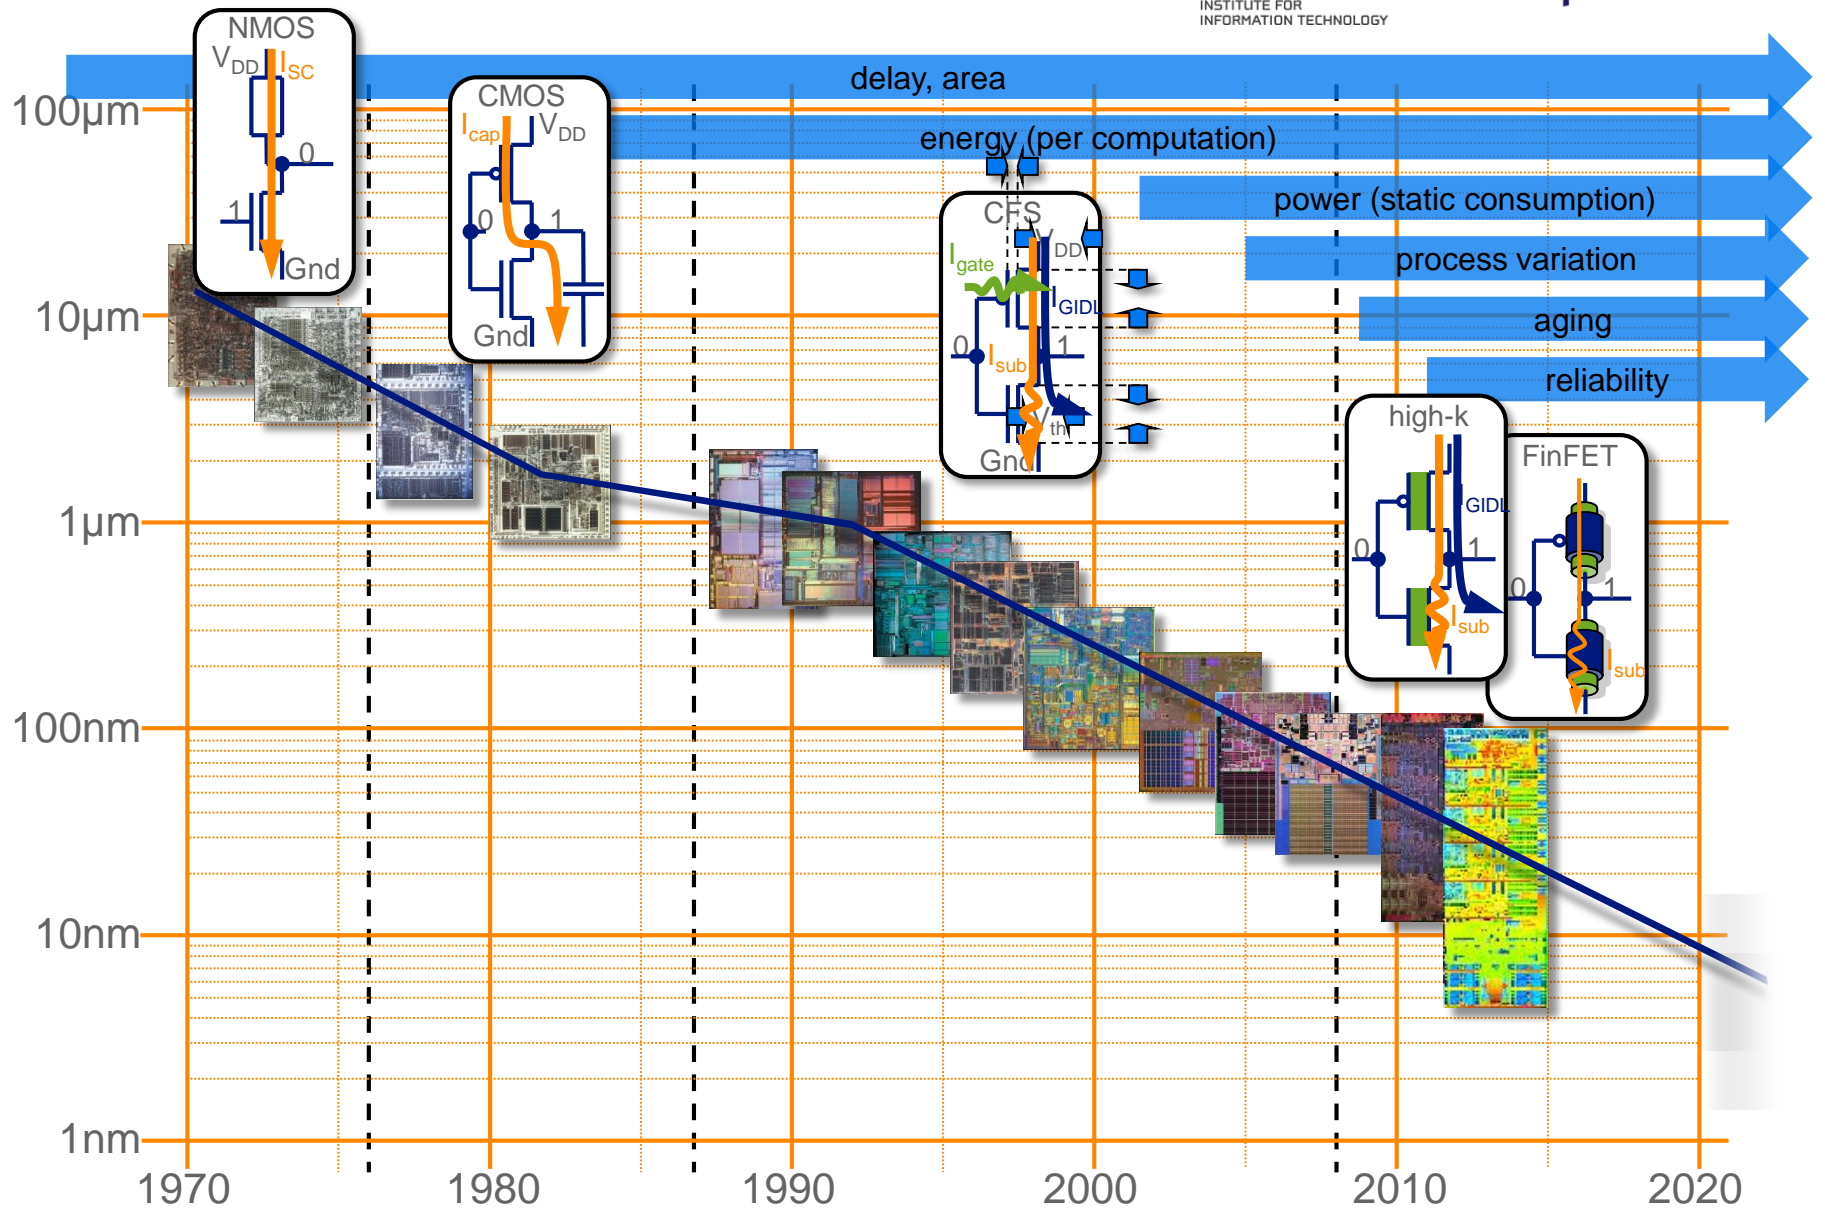 INSTITUTE FOR
INFORMATION TECHNOLOGY
delay, area
energy (per computation)
power (static consumption)
process variation
aging
reliability
NMOS
VDD
ISC
0
1
Gnd
CMOS
Icap
VDD
0
1
Gnd
CFS
VDD
Igate
IGIDL
0
Isub
1
Vth
Gnd
high-k
GIDL
0
1
Isub
FinFET
0
1
Isub
100µm
10µm
1µm
100nm
10nm
1nm
1970
1980
1990
2000
2010
2020